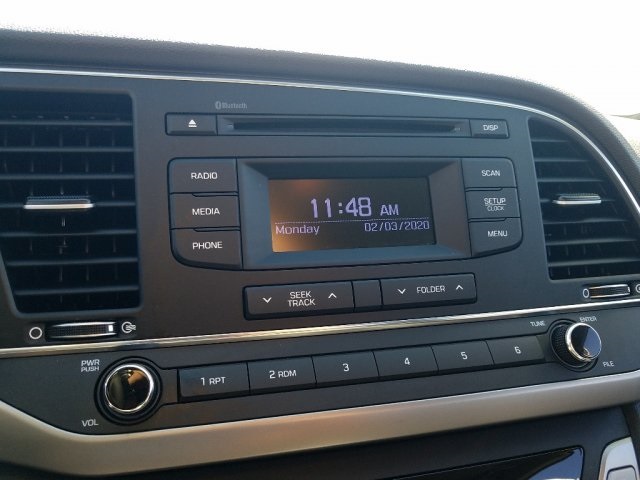 Bluetooth
DISP
RADIO
MEDIA
PHONE
11:48 AM
Monday 02/03/2020
SCAN
SETUP
CLOCK
MENU
SEEK
TRACK
FOLDER
PWR
PUSH
VOL
1 RPT
2 RDM
3
4
5
6
TUNE
ENTER
FILE